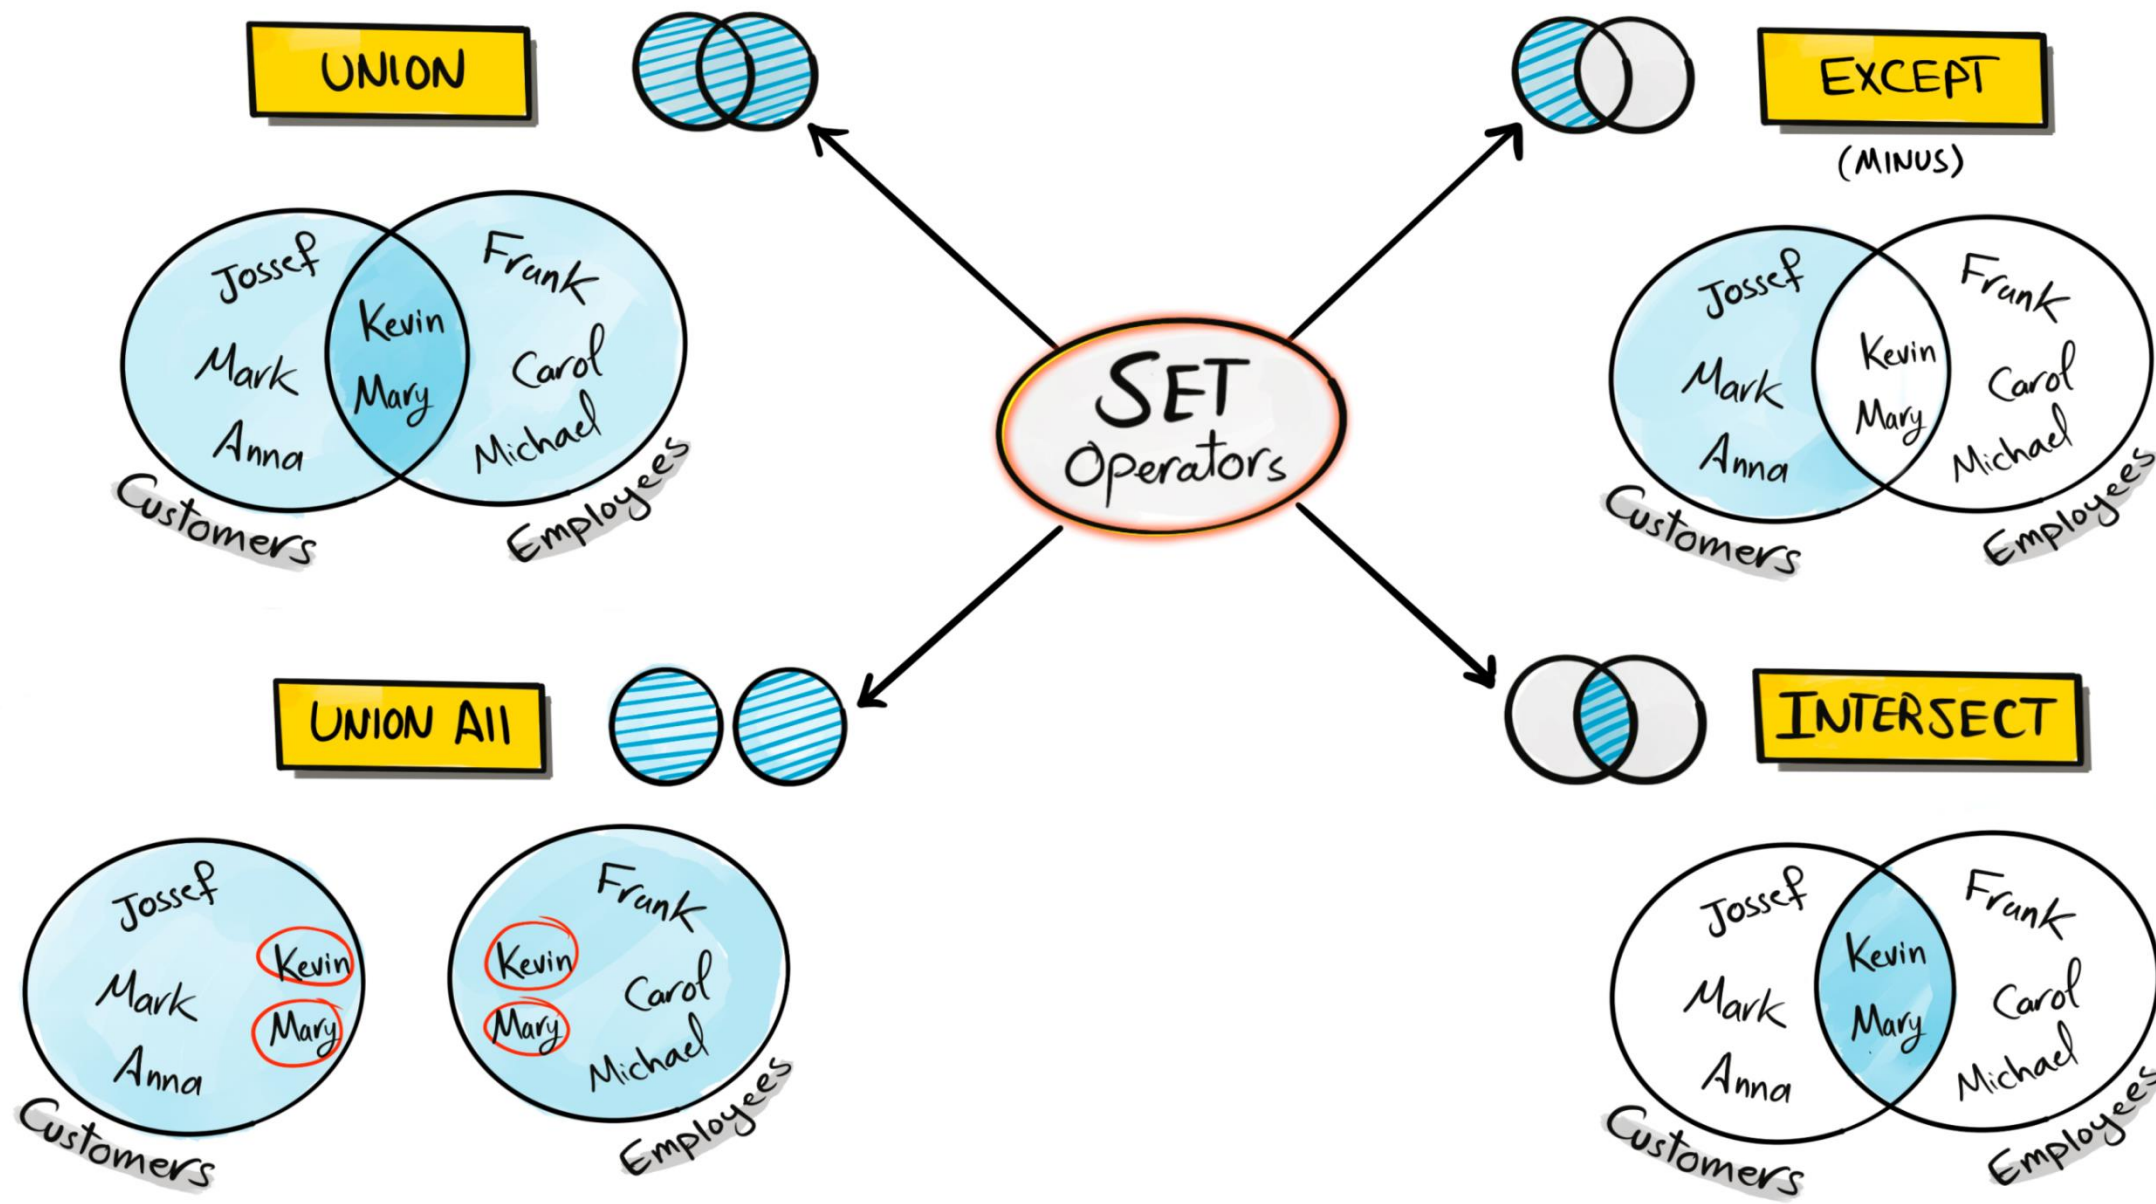 UNION
Jossef
Mark
Anna
Kevin
Mary
Frank
Carol
Michael
Customers
Employees
EXCEPT
(MINUS)
Jossef
Mark
Anna
Kevin
Mary
Frank
Carol
Michael
Customers
Employees
SET
Operators
UNION All
Jossef
Mark
Anna
Kevin
Mary
Customers
Kevin
Mary
Frank
Carol
Michael
Employees
INTERSECT
Jossef
Mark
Anna
Kevin
Mary
Frank
Carol
Michael
Customers
Employees